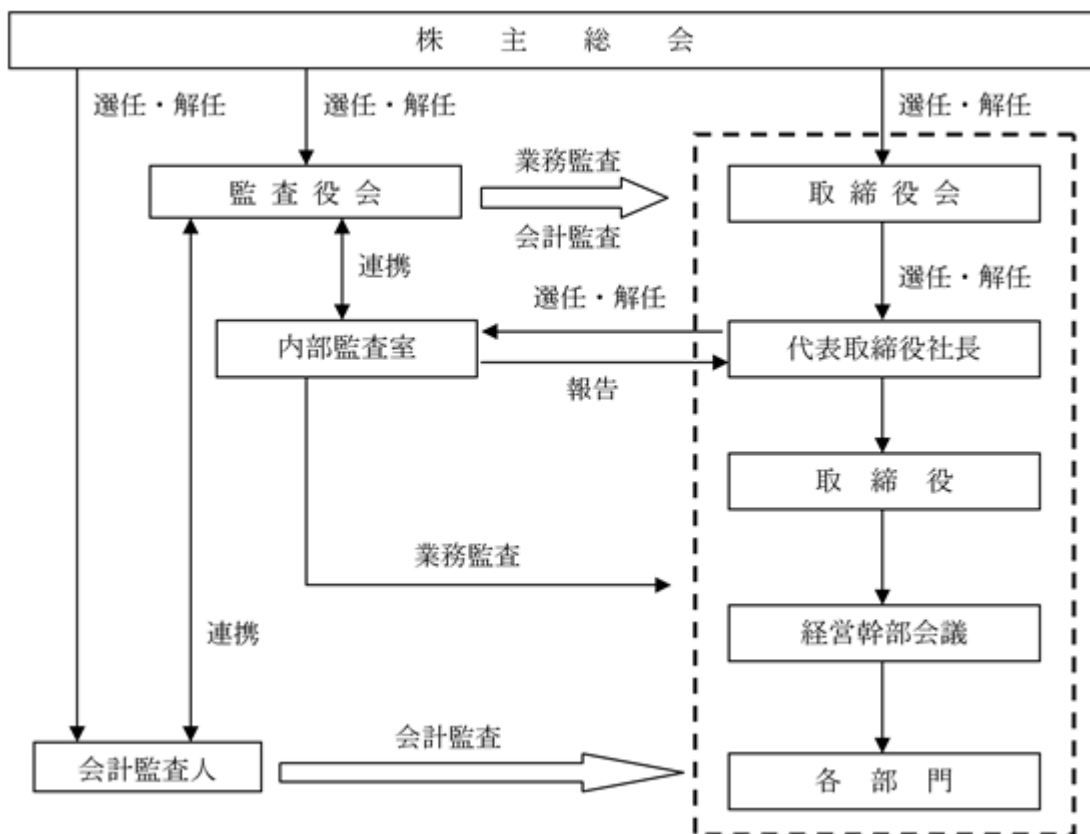 株主総会
選任・解任
選任・解任
選任・解任
業務監査
監査役会
取締役会
会計監査
連携
選任・解任
選任・解任
内部監査室
代表取締役社長
報告
取締役
業務監査
経営幹部会議
連携
会計監査
会計監査人
各部門